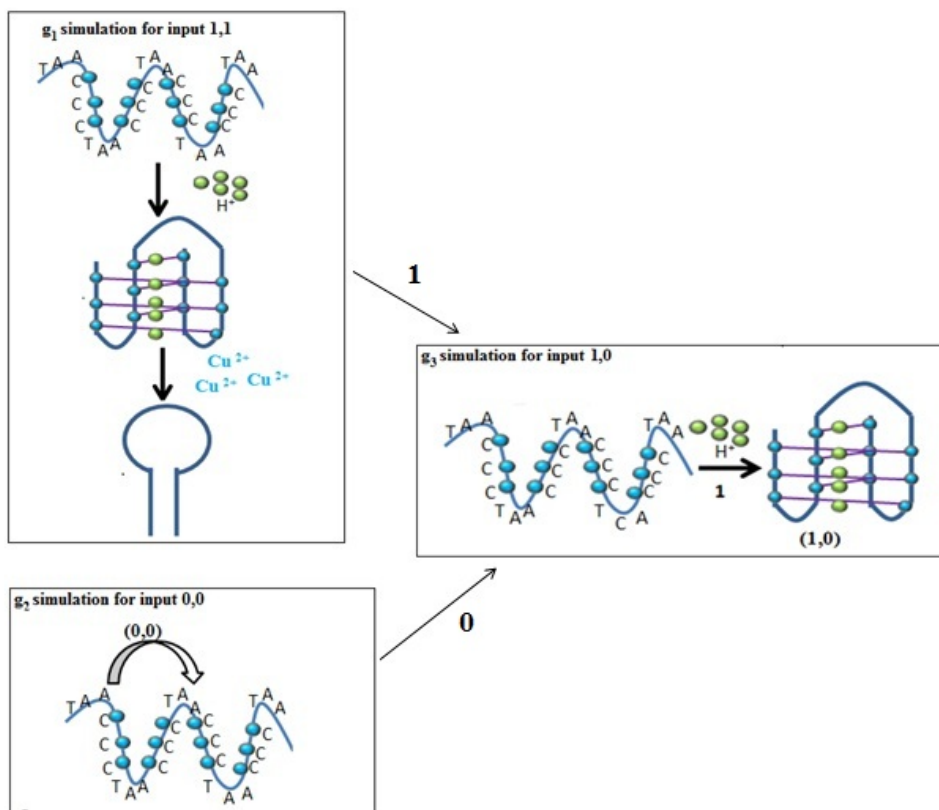 g1 simulation for input 1,1
T A A C C C T A A C C C T A A C C C T A A C C C T A A
H+
Cu 2+
Cu 2+ Cu 2+
1
g3 simulation for input 1,0
T A A C C C T A A C C C T A A C C C T C A C C C T A A
H+
1
(1,0)
0
g2 simulation for input 0,0
(0,0)
T A A C C C T A A C C C T A A C C C T A A C C C T A A